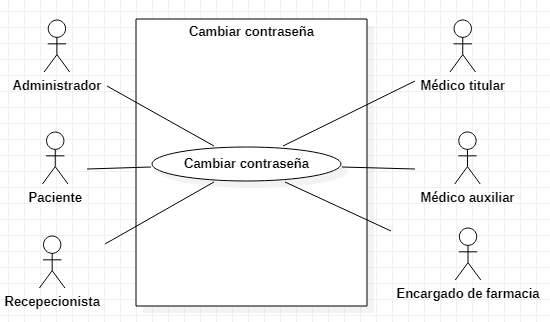 Cambiar contraseña
Administrador
Médico titular
Cambiar contraseña
Paciente
Médico auxiliar
Recepecionista
Encargado de farmacia